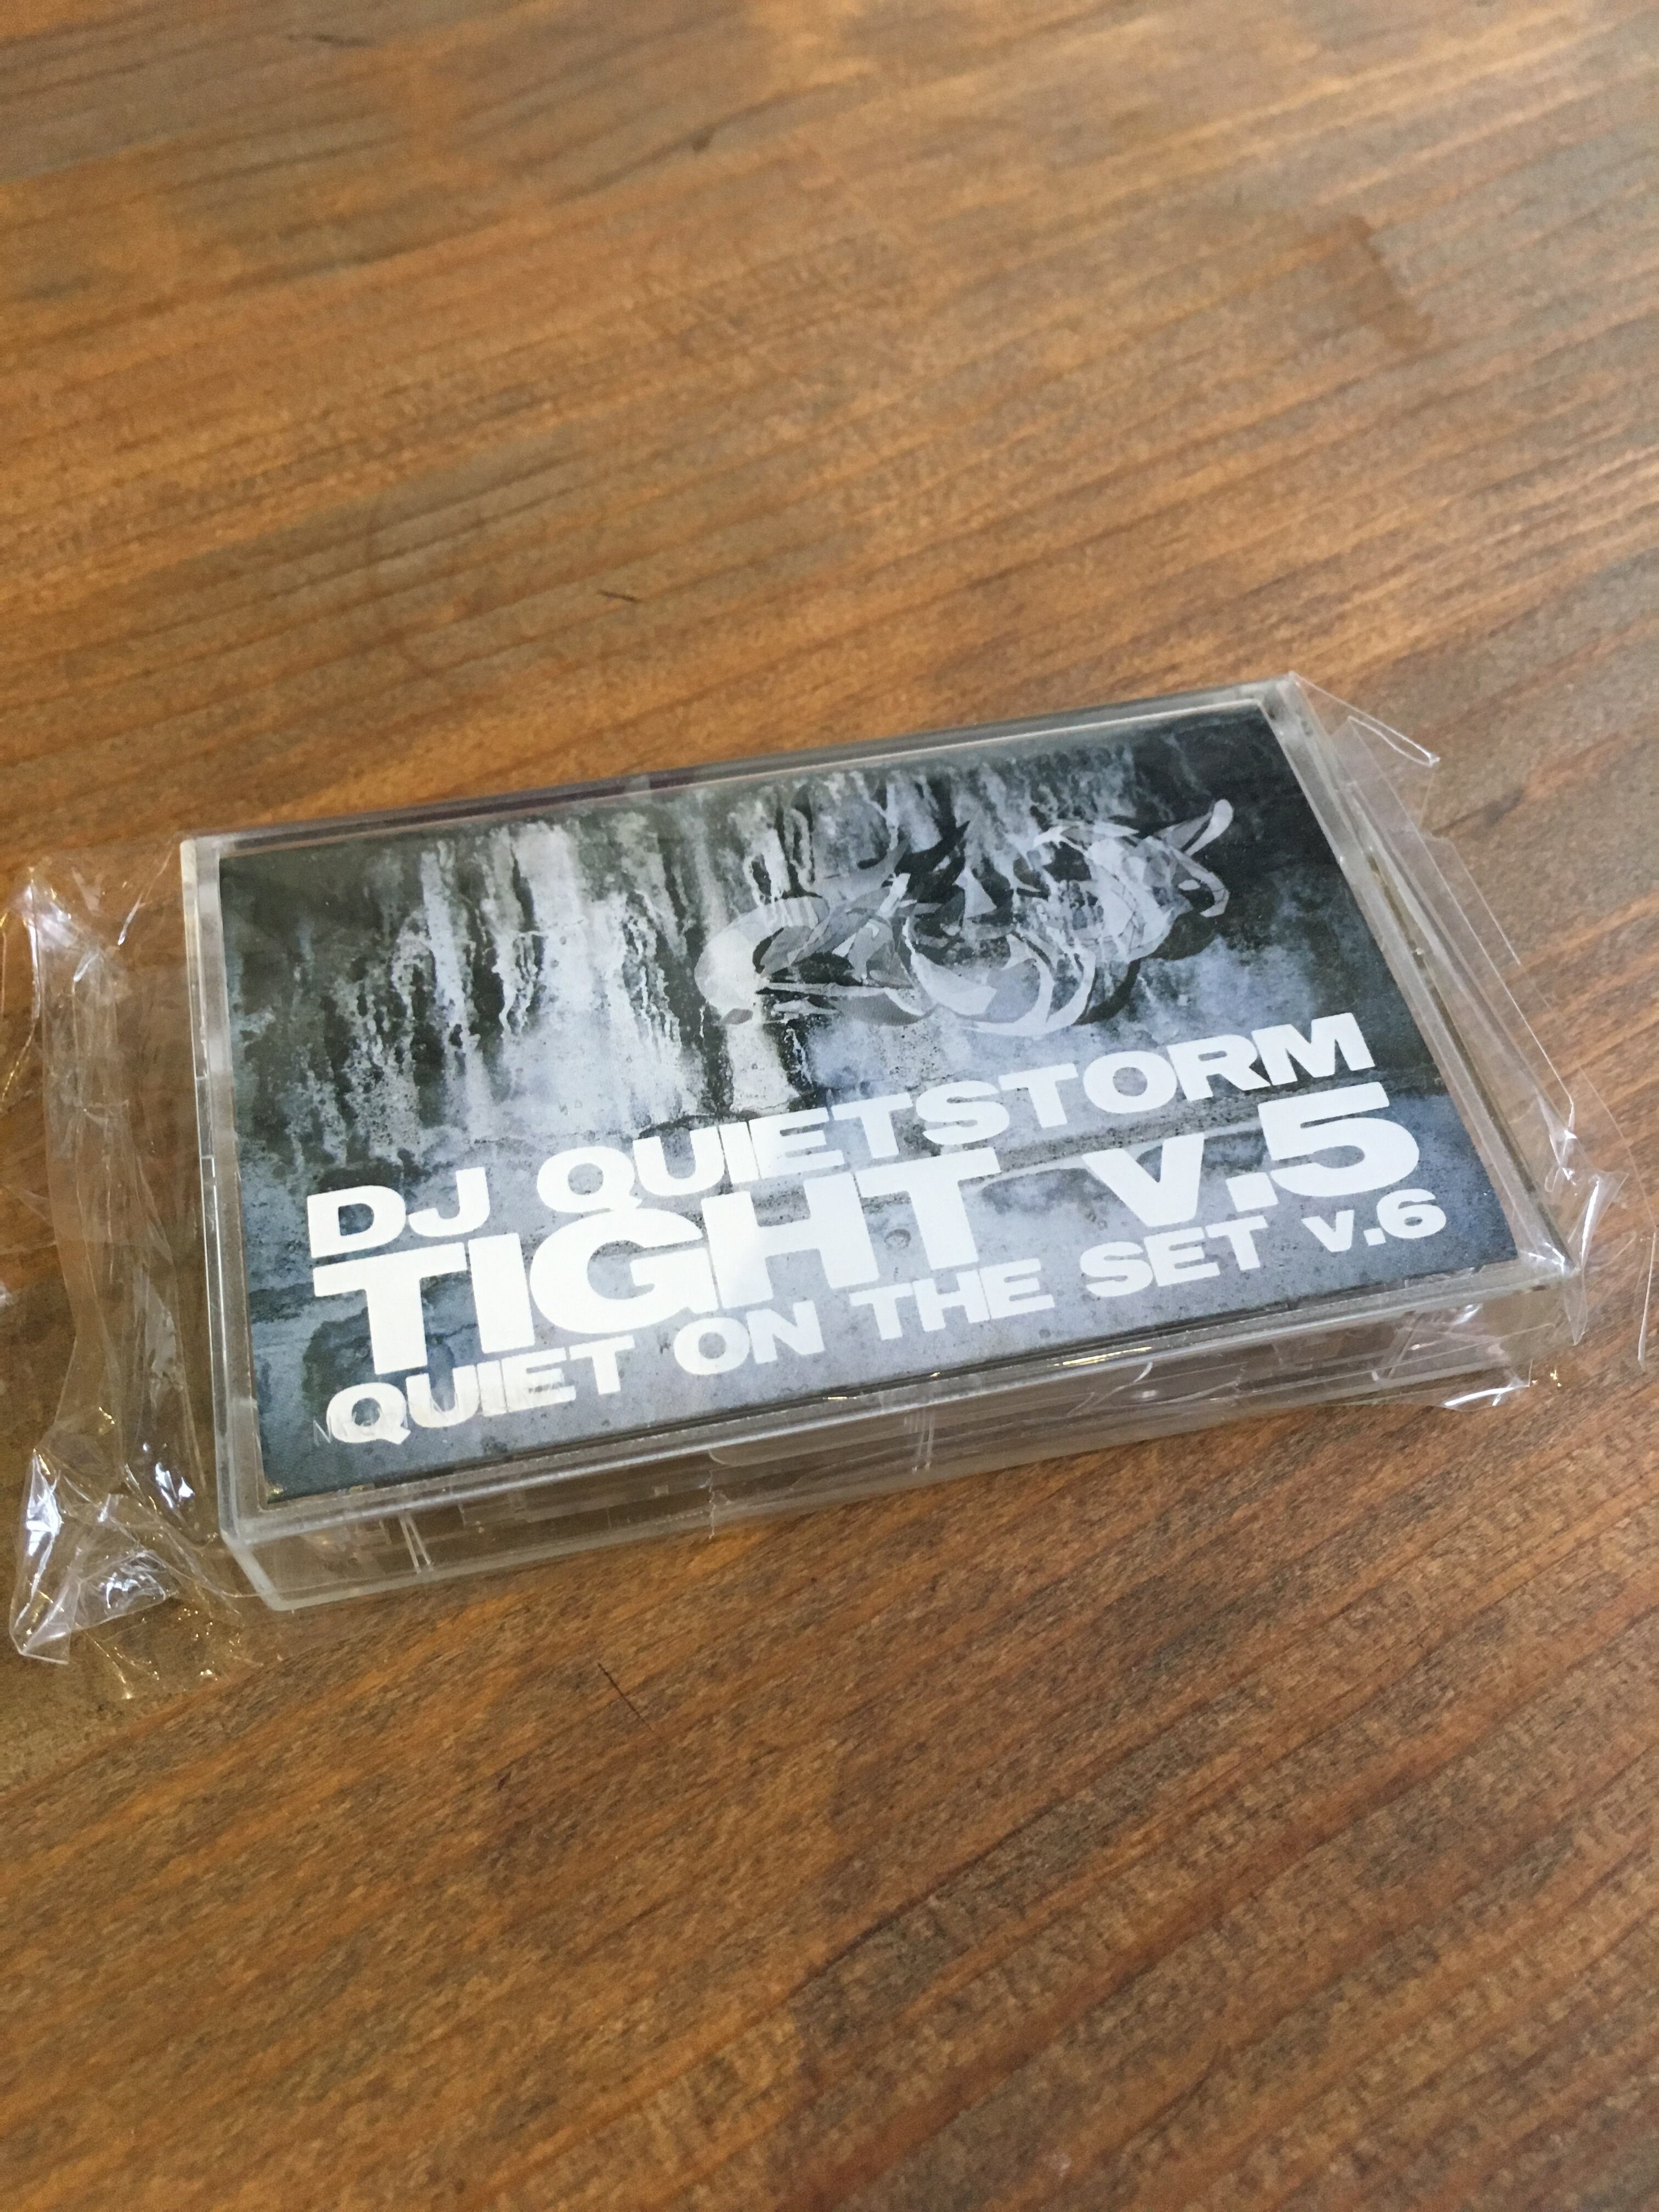 DJ QUIETSTORM
TIGHT v.5
QUIET ON THE SET v.6